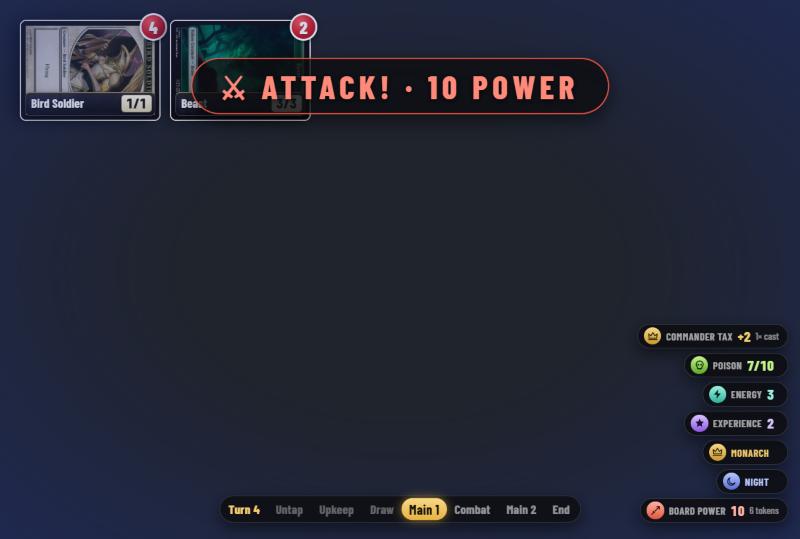 4
2
Bird Soldier 1/1
Beast 3/3
ATTACK! · 10 POWER
COMMANDER TAX +2 1× cast
POISON 7/10
ENERGY 3
EXPERIENCE 2
MONARCH
NIGHT
BOARD POWER 10 6 tokens
Turn 4 Untap Upkeep Draw Main 1 Combat Main 2 End